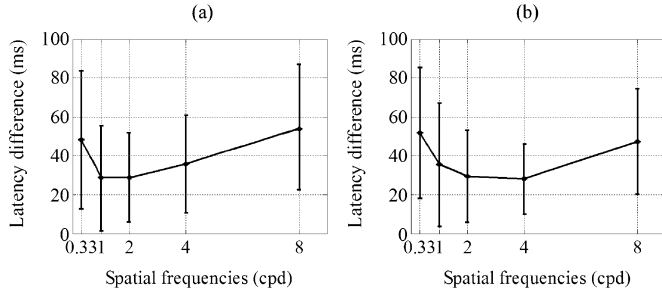 (a)
Latency difference (ms)
100
80
60
40
20
0
0.331 2 4 8
Spatial frequencies (cpd)
(b)
Latency difference (ms)
100
80
60
40
20
0
0.331 2 4 8
Spatial frequencies (cpd)